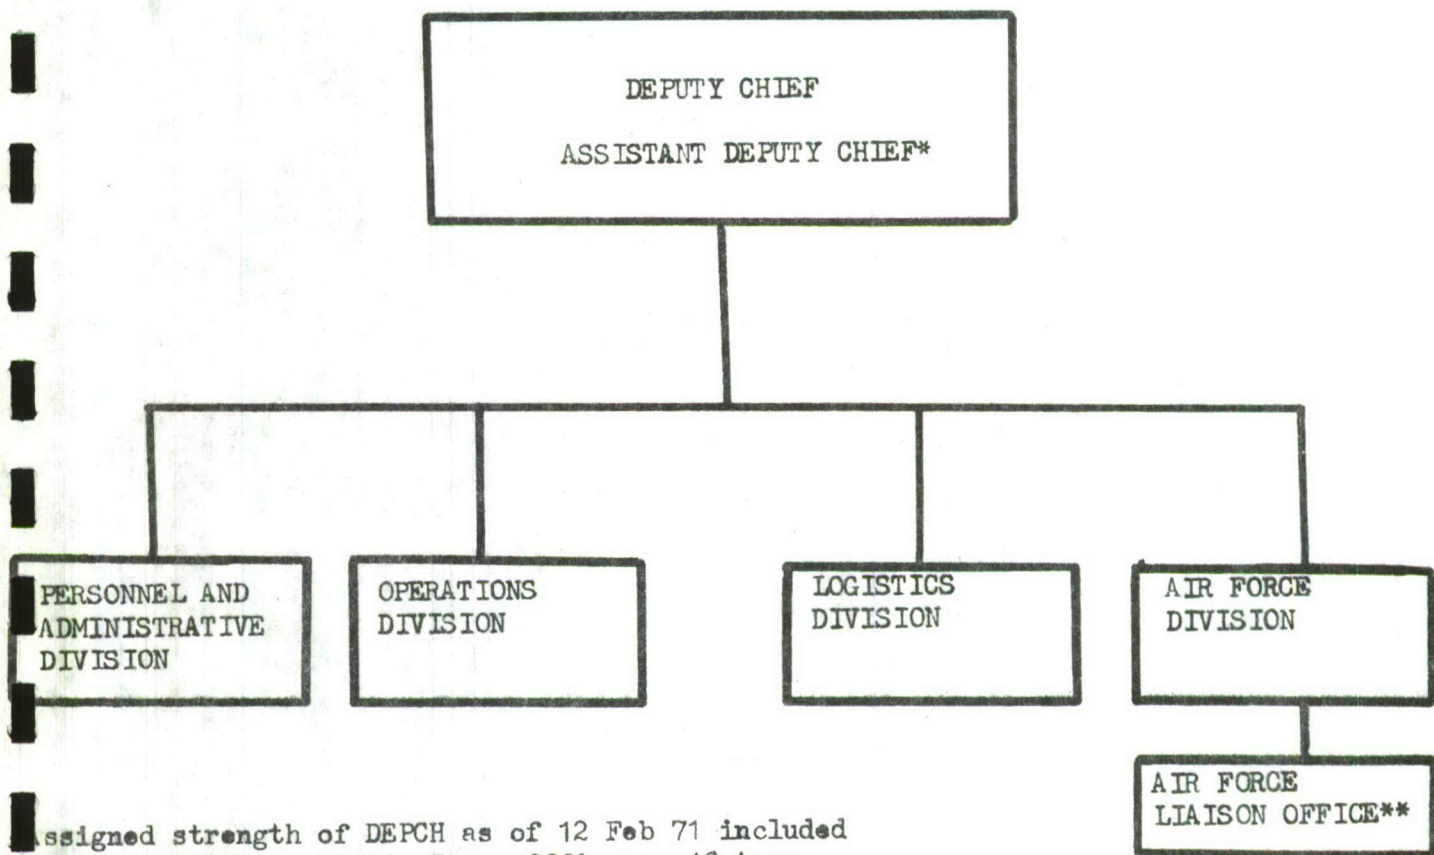 DEPUTY CHIEF
ASSISTANT DEPUTY CHIEF*
PERSONNEL AND
ADMINISTRATIVE
DIVISION
OPERATIONS
DIVISION
LOGISTICS
DIVISION
AIR FORCE
DIVISION
AIR FORCE
LIAISON OFFICE**
Assigned strength of DEPCH as of 12 Feb 71 included